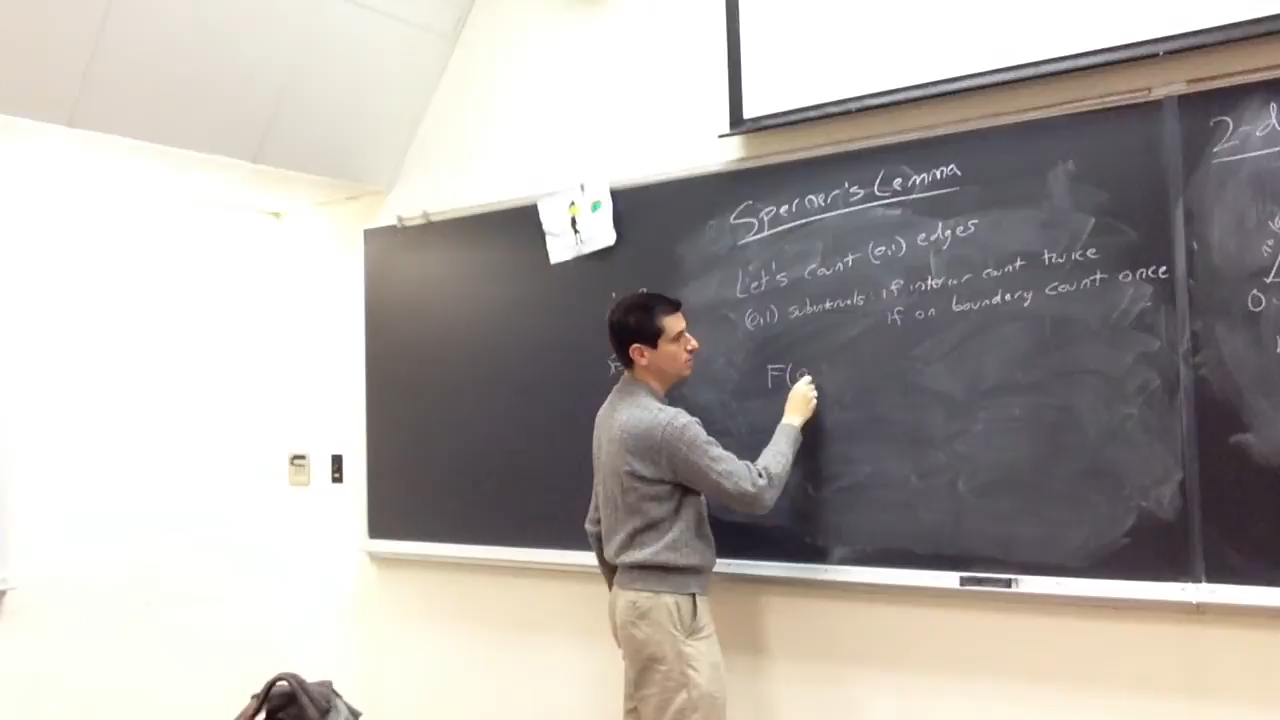 Sperner's Lemma
Let's count (0,1) edges
(0,1) subintervals: if interior count twice
if on boundary count once
F(
2-d
0